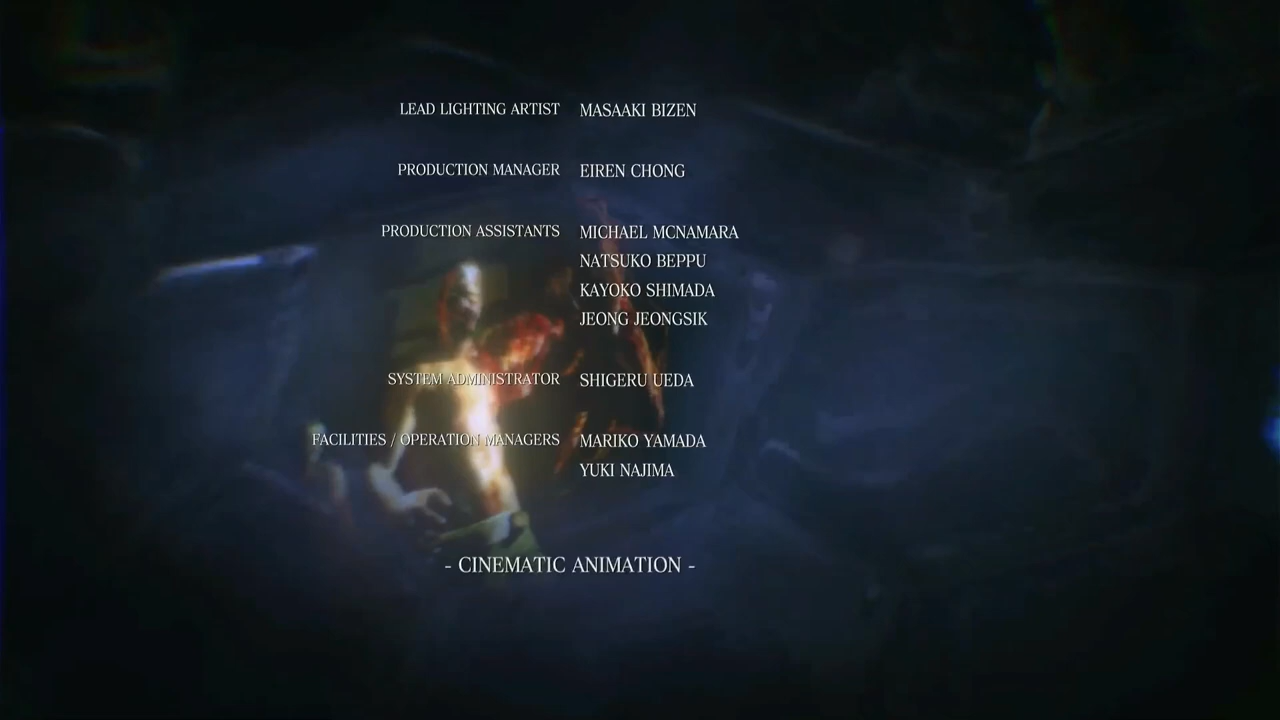 LEAD LIGHTING ARTIST MASAAKI BIZEN
PRODUCTION MANAGER EIREN CHONG
PRODUCTION ASSISTANTS MICHAEL MCNAMARA
NATSUKO BEPPU
KAYOKO SHIMADA
JEONG JEONGSIK
SYSTEM ADMINISTRATOR SHIGERU UEDA
FACILITIES / OPERATION MANAGERS MARIKO YAMADA
YUKI NAJIMA
- CINEMATIC ANIMATION -